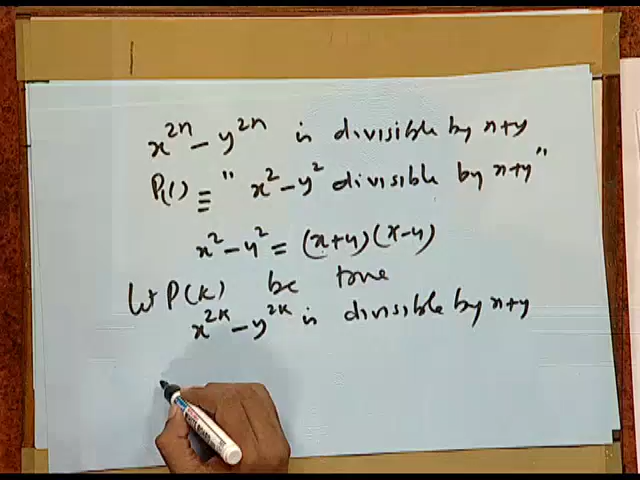 x^{2n} - y^{2n} is divisible by x+y
P(1) ≡ " x^2 - y^2 divisible by x+y "
x^2 - y^2 = (x+y)(x-y)
Let P(k) be true
x^{2k} - y^{2k} is divisible by x+y